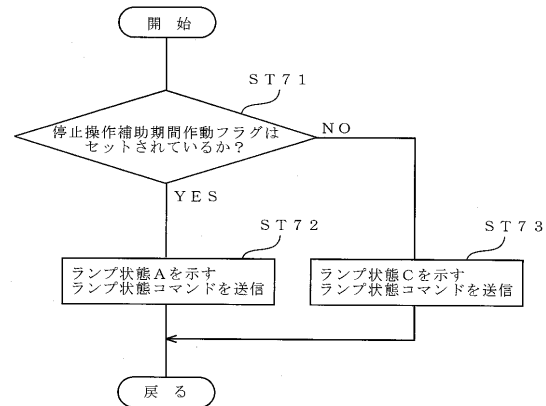 開　始
ＳＴ７１
停止操作補助期間作動フラグは
セットされているか？
ＮＯ
ＹＥＳ
ＳＴ７２
ＳＴ７３
ランプ状態Ａを示す
ランプ状態コマンドを送信
ランプ状態Ｃを示す
ランプ状態コマンドを送信
戻　る